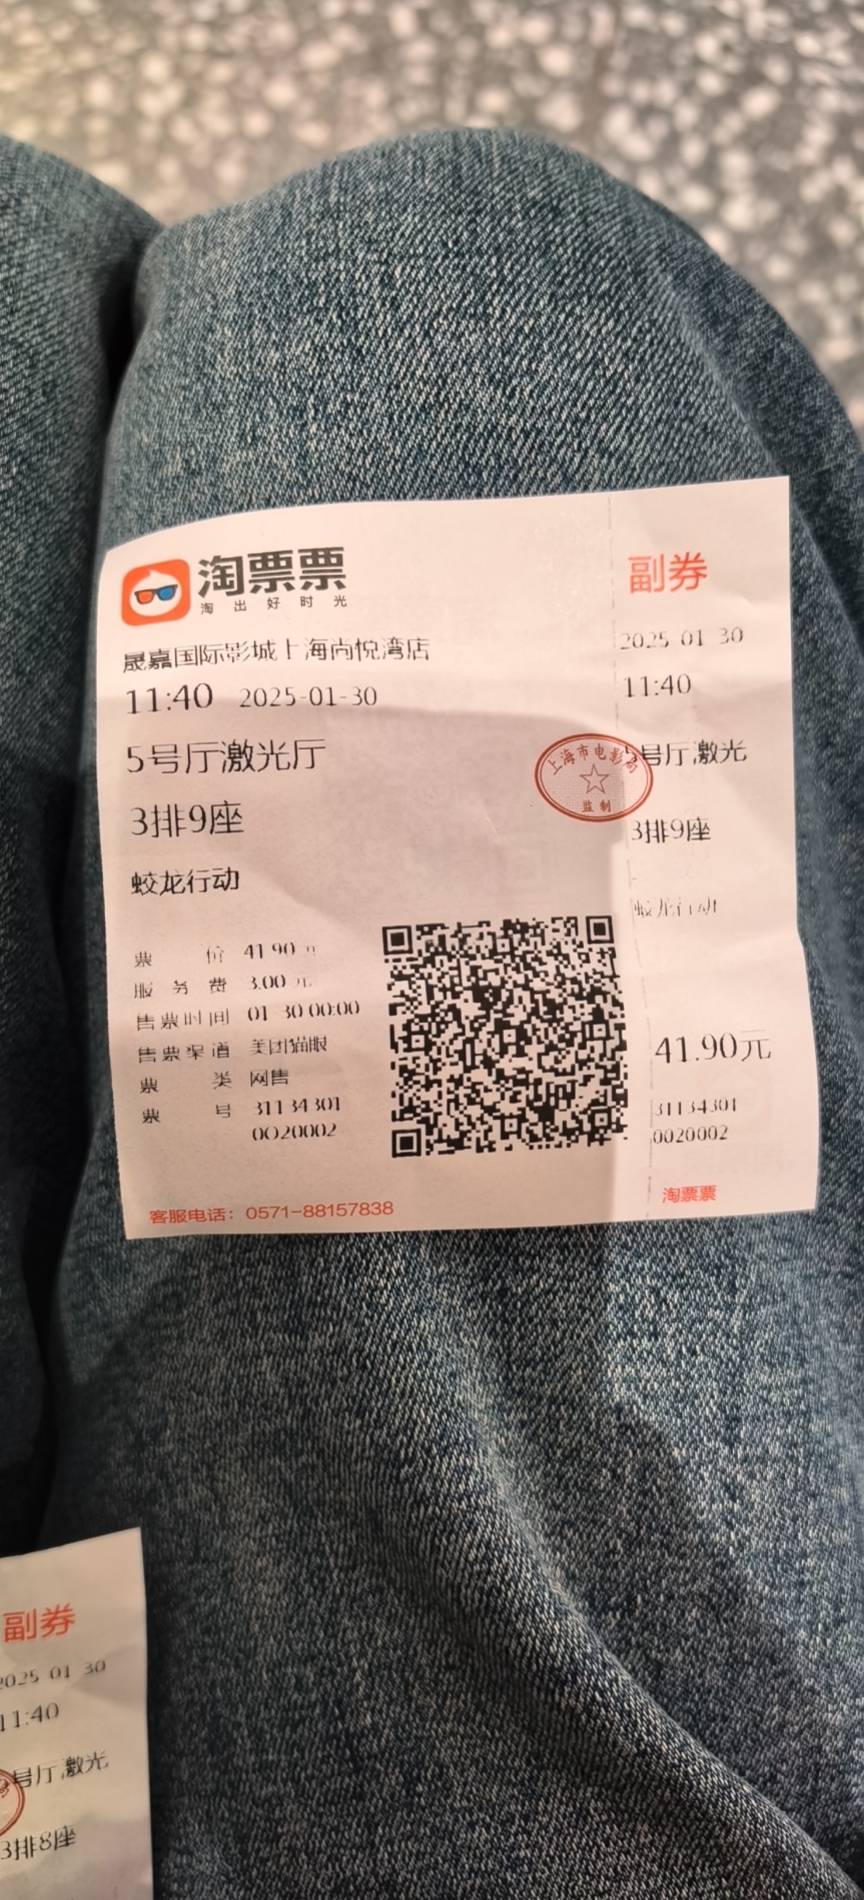 淘票票
淘出好时光
晟嘉国际影城上海尚悦湾店
11:40 2025-01-30
5号厅激光厅
3排9座
蛟龙行动
票价 41.90 元
服务费 3.00 元
售票时间 01-30 00:00
售票渠道 美团猫眼
票类 网售
票号 31134301
0020002
客服电话：0571-88157838
上海市电影局
监制
副券
2025-01-30
11:40
5号厅激光
3排9座
蛟龙行动
41.90元
31134301
0020002
淘票票
副券
2025 01 30
11:40
号厅激光
3排8座